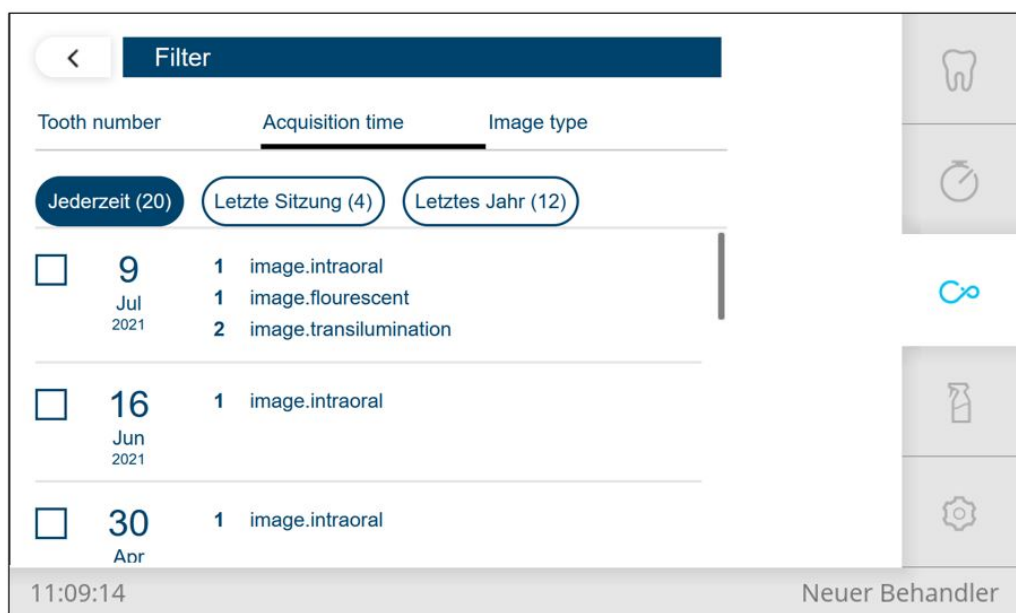 Filter
Tooth number Acquisition time Image type
Jederzeit (20) Letzte Sitzung (4) Letztes Jahr (12)
9 1 image.intraoral
Jul 1 image.flourescent
2021 2 image.transilumination
16 1 image.intraoral
Jun
2021
30 1 image.intraoral
Apr
11:09:14 Neuer Behandler